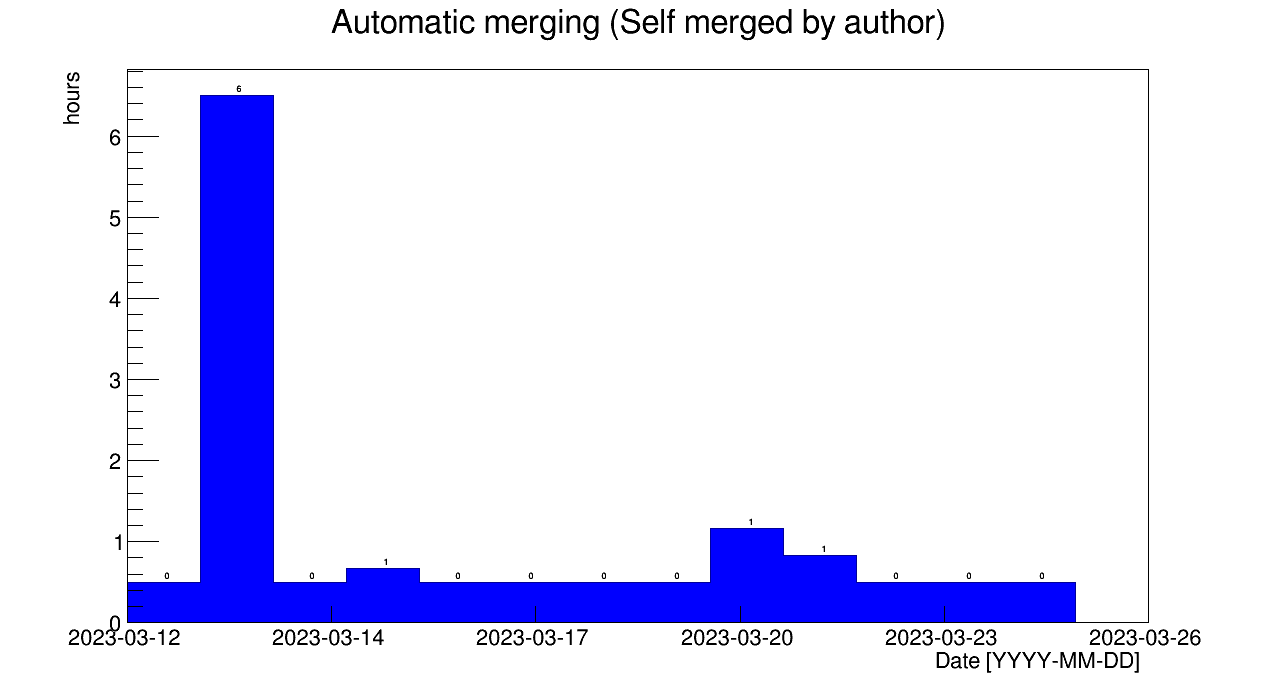 Automatic merging (Self merged by author)
hours
6
5
4
3
2
1
0
0 6 0 1 0 0 0 0 1 1 0 0 0
2023-03-12 2023-03-14 2023-03-17 2023-03-20 2023-03-23 2023-03-26
Date [YYYY-MM-DD]